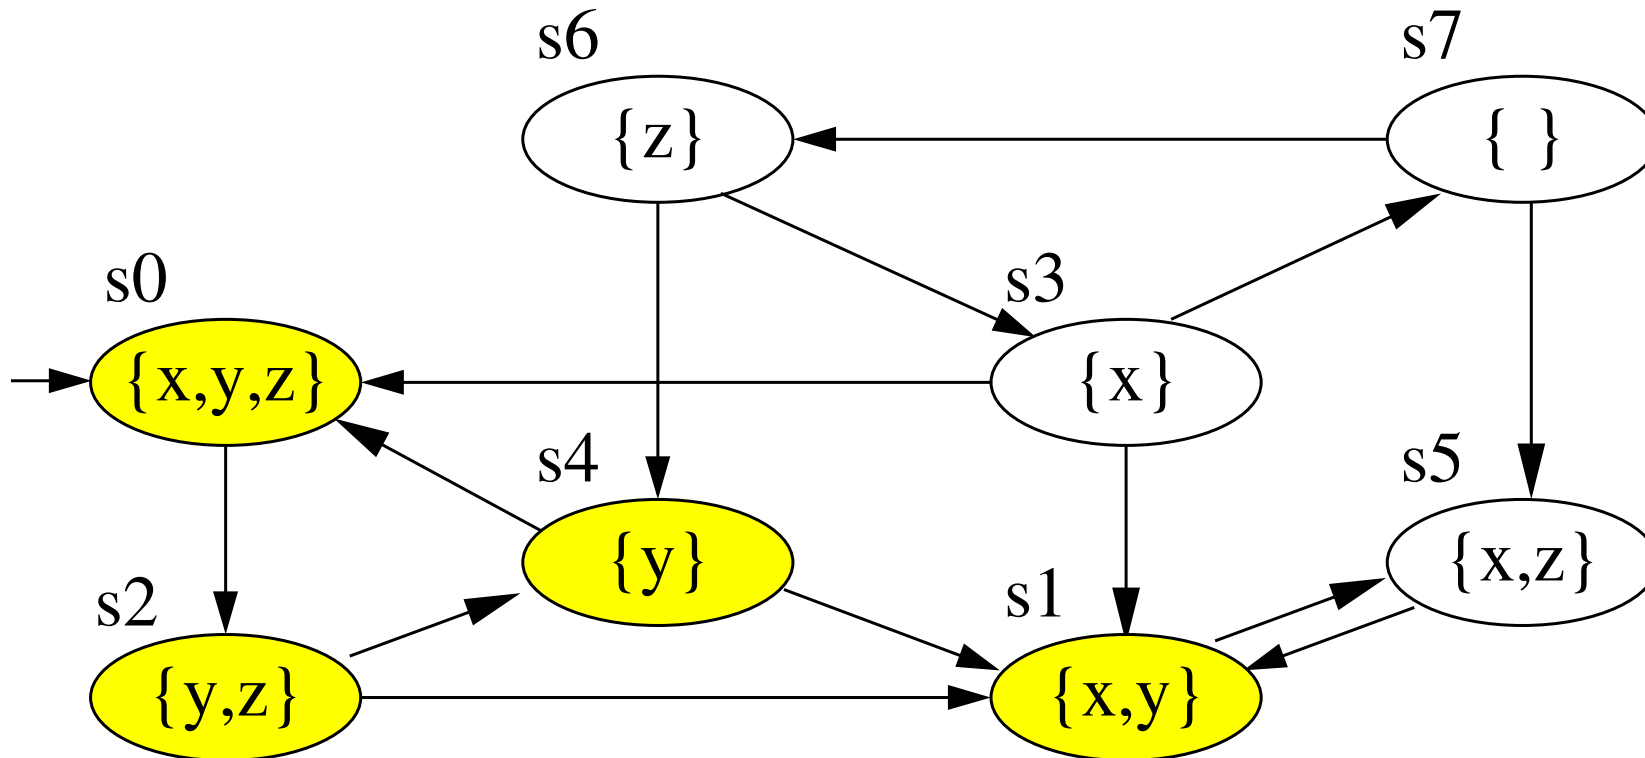 s6
s7
{z}
{ }
s0
s3
{x,y,z}
{x}
s4
s5
{y}
{x,z}
s2
s1
{y,z}
{x,y}